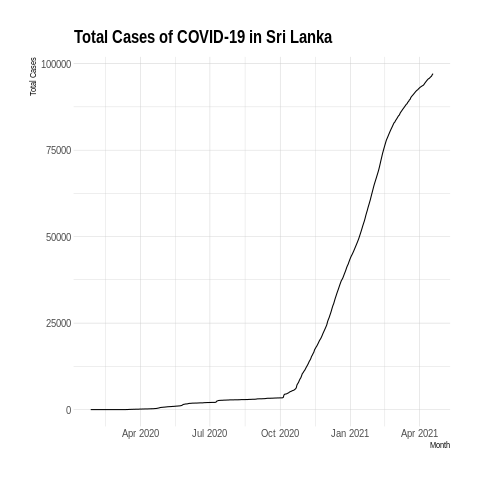 Total Cases of COVID-19 in Sri Lanka
Total Cases
100000
75000
50000
25000
0
Apr 2020
Jul 2020
Oct 2020
Jan 2021
Apr 2021
Month